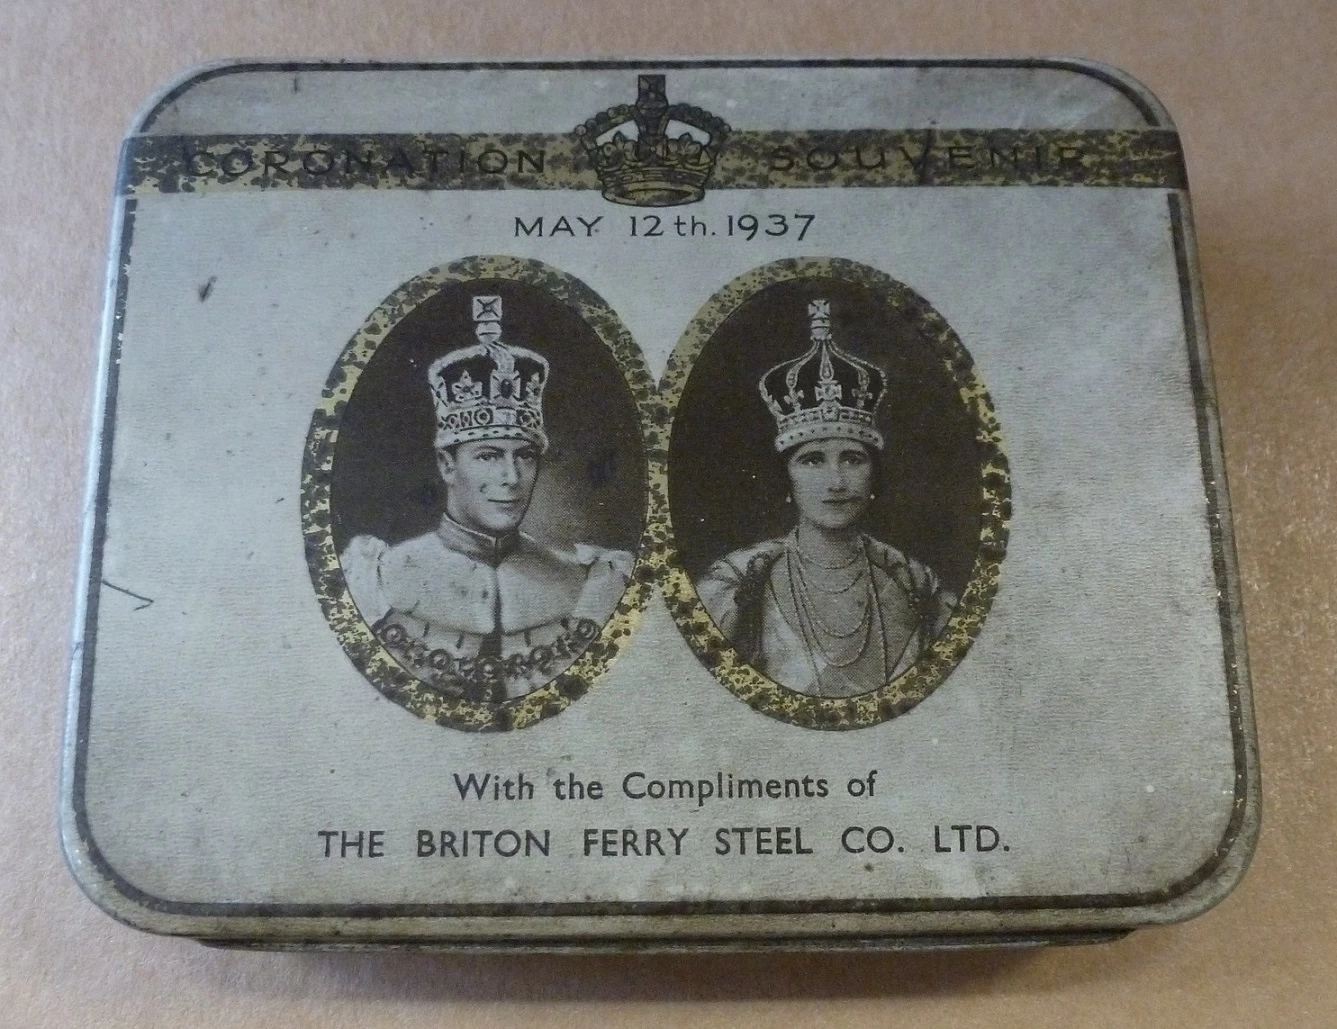 CORONATION SOUVENIR
MAY 12th. 1937
With the Compliments of
THE BRITON FERRY STEEL CO. LTD.